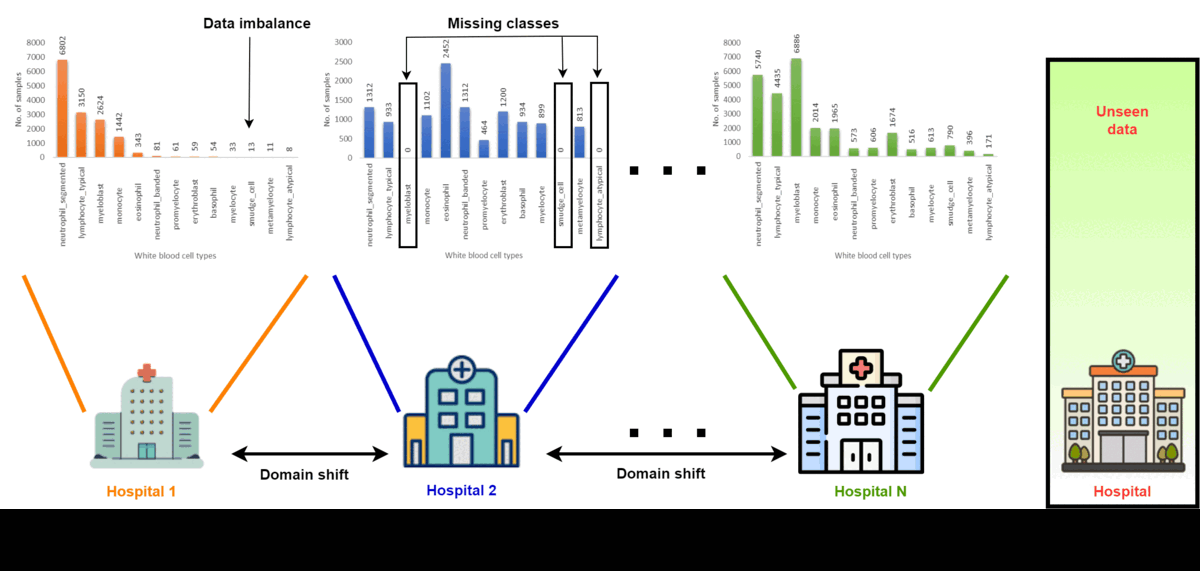 Data imbalance
Missing classes
No. of samples
8000
7000
6000
5000
4000
3000
2000
1000
0
6802
3150
2624
1442
343
81
61
59
54
33
13
11
8
neutrophil_segmented
lymphocyte_typical
myeloblast
monocyte
eosinophil
neutrophil_banded
promyelocyte
erythroblast
basophil
myelocyte
smudge_cell
metamyelocyte
lymphocyte_atypical
White blood cell types
No. of samples
3000
2500
2000
1500
1000
500
0
1312
933
0
1102
2452
1312
464
1200
934
899
0
813
0
neutrophil_segmented
lymphocyte_typical
myeloblast
monocyte
eosinophil
neutrophil_banded
promyelocyte
erythroblast
basophil
myelocyte
smudge_cell
metamyelocyte
lymphocyte_atypical
White blood cell types
No. of samples
8000
7000
6000
5000
4000
3000
2000
1000
0
5740
4435
6886
2014
1965
573
606
1674
516
613
790
396
171
neutrophil_segmented
lymphocyte_typical
myeloblast
monocyte
eosinophil
neutrophil_banded
promyelocyte
erythroblast
basophil
myelocyte
smudge_cell
metamyelocyte
lymphocyte_atypical
White blood cell types
Unseen
data
Domain shift
Domain shift
Hospital 1
Hospital 2
Hospital N
Hospital